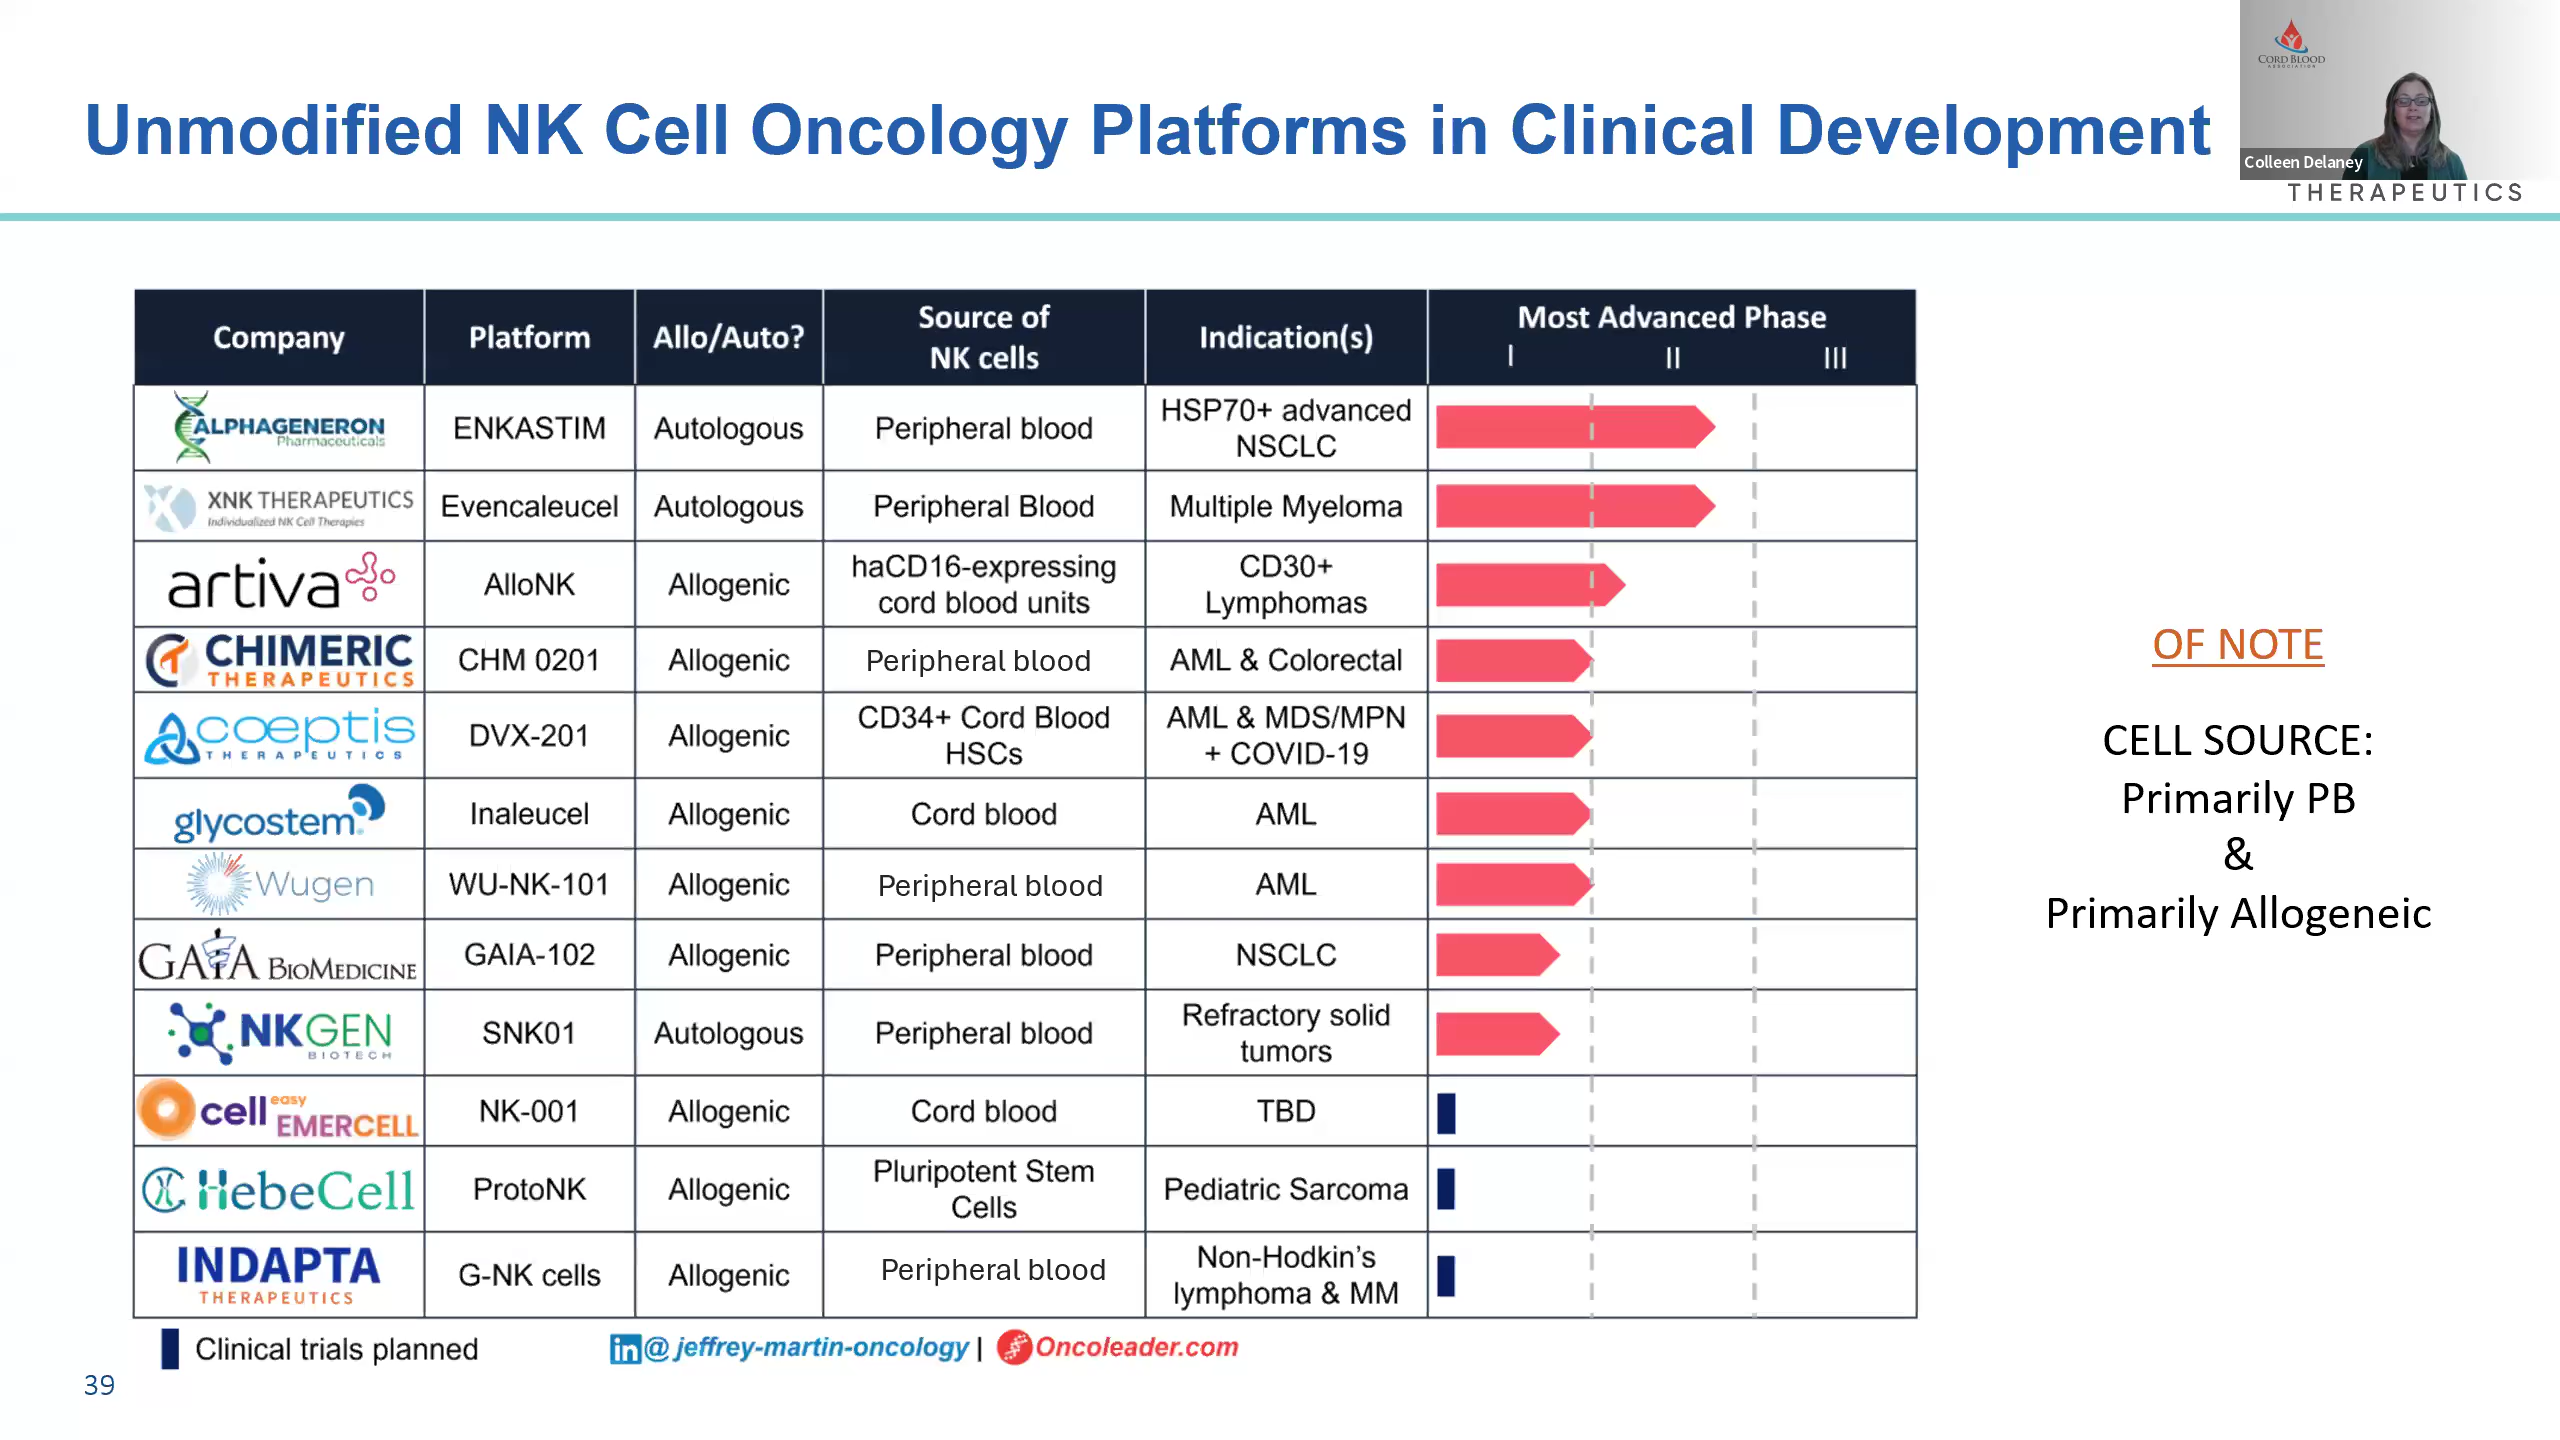 CORD BLOOD
ASSOCIATION
Unmodified NK Cell Oncology Platforms in Clinical Development
Colleen Delaney
THERAPEUTICS
Company
Platform
Allo/Auto?
Source of
NK cells
Indication(s)
Most Advanced Phase
I II III
ALPHAGENERON
Pharmaceuticals
ENKASTIM
Autologous
Peripheral blood
HSP70+ advanced
NSCLC
XNK THERAPEUTICS
Individualized NK Cell Therapies
Evencaleucel
Autologous
Peripheral Blood
Multiple Myeloma
artiva
AlloNK
Allogenic
haCD16-expressing
cord blood units
CD30+
Lymphomas
CHIMERIC
THERAPEUTICS
CHM 0201
Allogenic
Peripheral blood
AML & Colorectal
coeptis
THERAPEUTICS
DVX-201
Allogenic
CD34+ Cord Blood
HSCs
AML & MDS/MPN
+ COVID-19
glycostem
Inaleucel
Allogenic
Cord blood
AML
Wugen
WU-NK-101
Allogenic
Peripheral blood
AML
GAIA BIOMEDICINE
GAIA-102
Allogenic
Peripheral blood
NSCLC
NKGEN
BIOTECH
SNK01
Autologous
Peripheral blood
Refractory solid
tumors
cell easy
EMERCELL
NK-001
Allogenic
Cord blood
TBD
HebeCell
ProtoNK
Allogenic
Pluripotent Stem
Cells
Pediatric Sarcoma
INDAPTA
THERAPEUTICS
G-NK cells
Allogenic
Peripheral blood
Non-Hodkin's
lymphoma & MM
OF NOTE
CELL SOURCE:
Primarily PB
&
Primarily Allogeneic
Clinical trials planned
in @ jeffrey-martin-oncology | Oncoleader.com
39